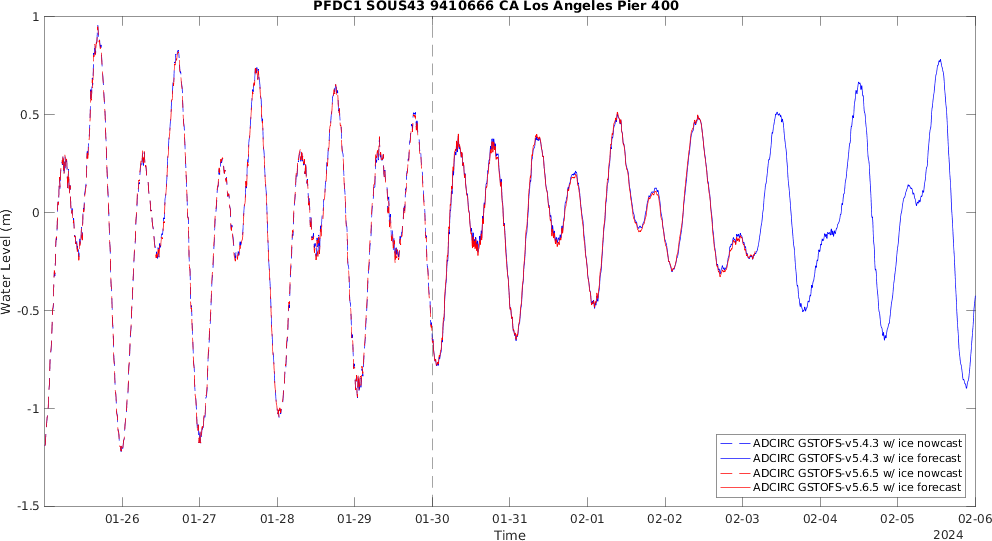 PFDC1 SOUS43 9410666 CA Los Angeles Pier 400
Water Level (m)
1
0.5
0
-0.5
-1
-1.5
01-26 01-27 01-28 01-29 01-30 01-31 02-01 02-02 02-03 02-04 02-05 02-06
Time
2024
ADCIRC GSTOFS-v5.4.3 w/ ice nowcast
ADCIRC GSTOFS-v5.4.3 w/ ice forecast
ADCIRC GSTOFS-v5.6.5 w/ ice nowcast
ADCIRC GSTOFS-v5.6.5 w/ ice forecast